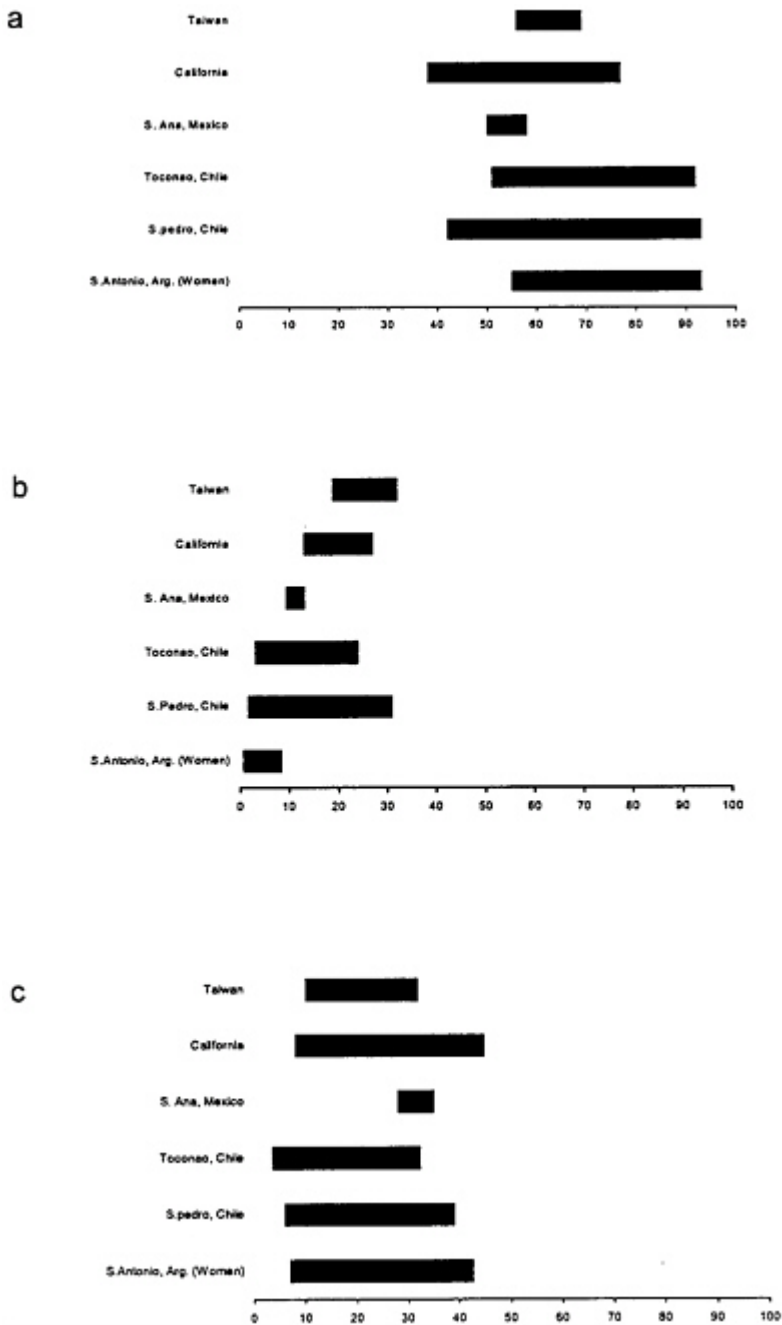 a
Taiwan
California
S. Ana, Mexico
Toconao, Chile
S.pedro, Chile
S.Antonio, Arg. (Women)
0 10 20 30 40 50 60 70 80 90 100
b
Taiwan
California
S. Ana, Mexico
Toconao, Chile
S.Pedro, Chile
S.Antonio, Arg. (Women)
0 10 20 30 40 50 60 70 80 90 100
c
Taiwan
California
S. Ana, Mexico
Toconao, Chile
S.pedro, Chile
S.Antonio, Arg. (Women)
0 10 20 30 40 50 60 70 80 90 100